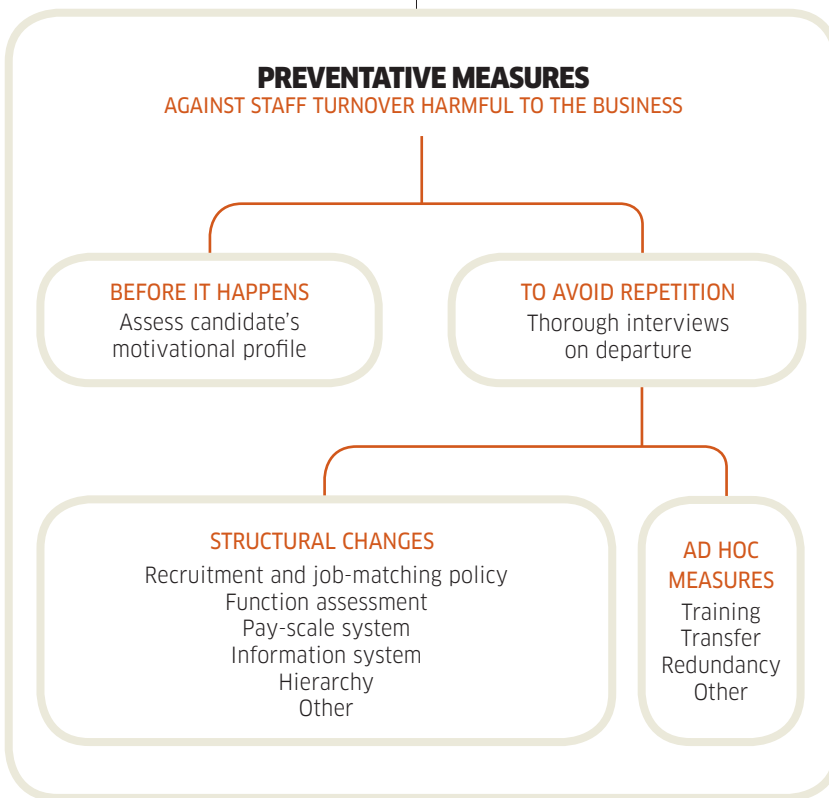 PREVENTATIVE MEASURES
AGAINST STAFF TURNOVER HARMFUL TO THE BUSINESS
BEFORE IT HAPPENS
Assess candidate’s
motivational profile
TO AVOID REPETITION
Thorough interviews
on departure
STRUCTURAL CHANGES
Recruitment and job-matching policy
Function assessment
Pay-scale system
Information system
Hierarchy
Other
AD HOC
MEASURES
Training
Transfer
Redundancy
Other